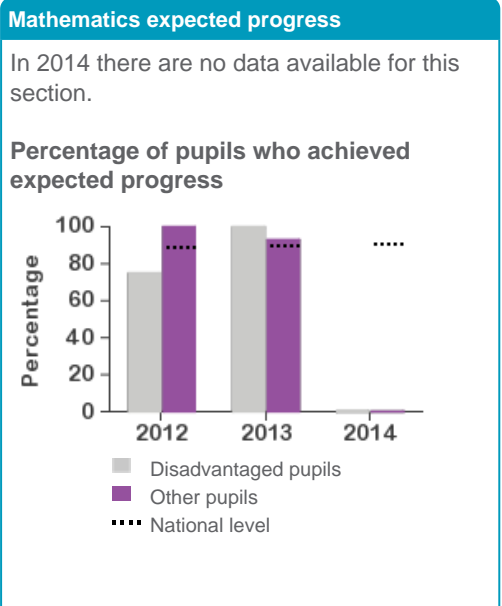 Mathematics expected progress
In 2014 there are no data available for this
section.
Percentage of pupils who achieved
expected progress
Percentage
100
80
60
40
20
0
2012 2013 2014
Disadvantaged pupils
Other pupils
National level